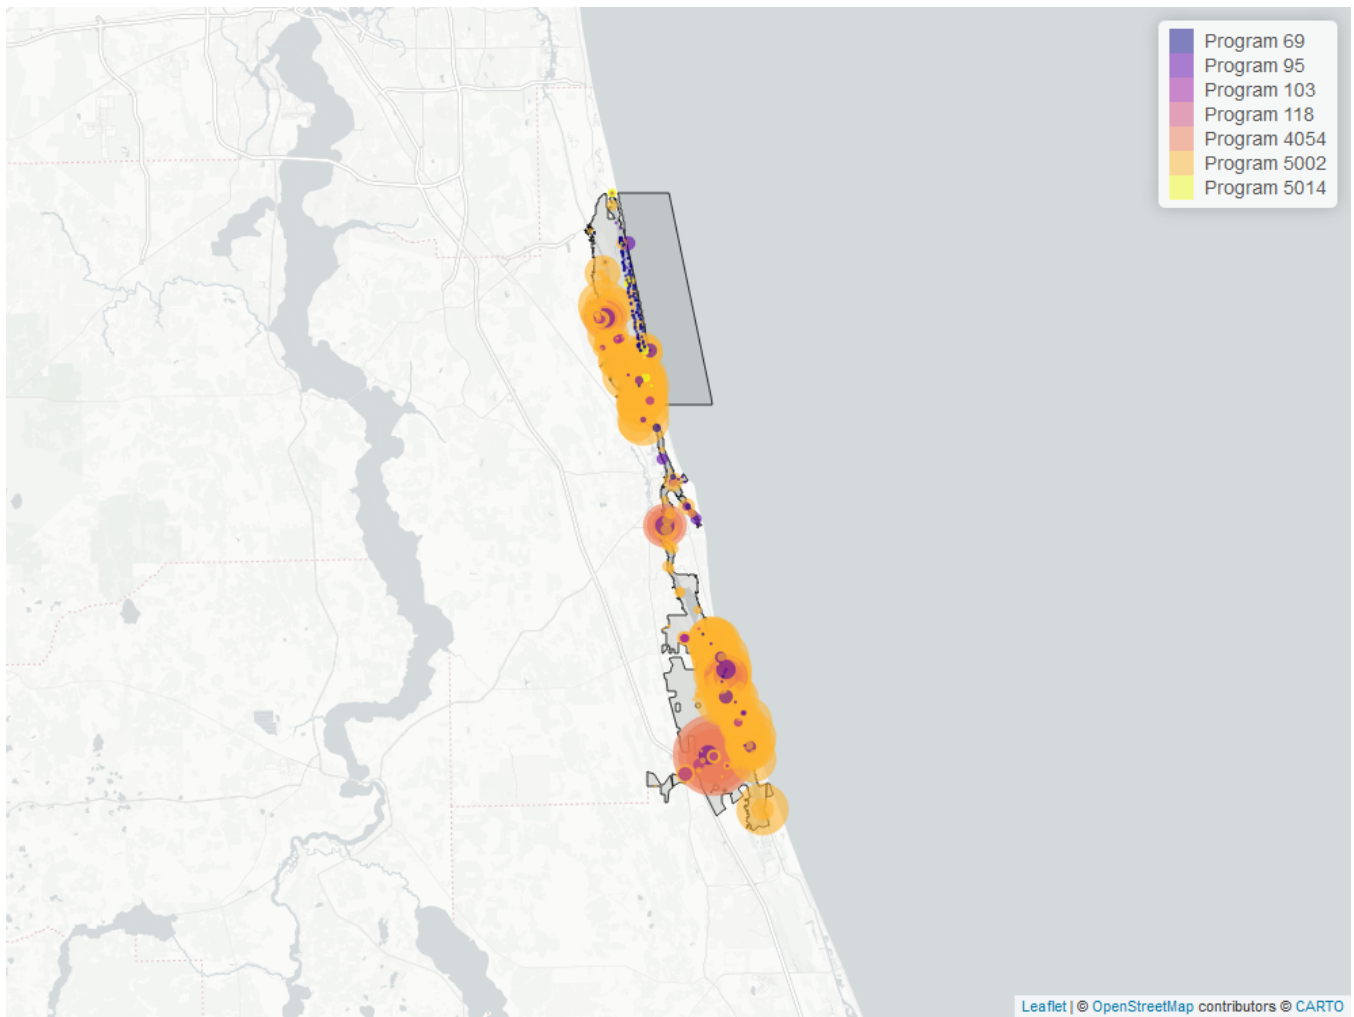 Program 69
Program 95
Program 103
Program 118
Program 4054
Program 5002
Program 5014
Leaflet | © OpenStreetMap contributors © CARTO